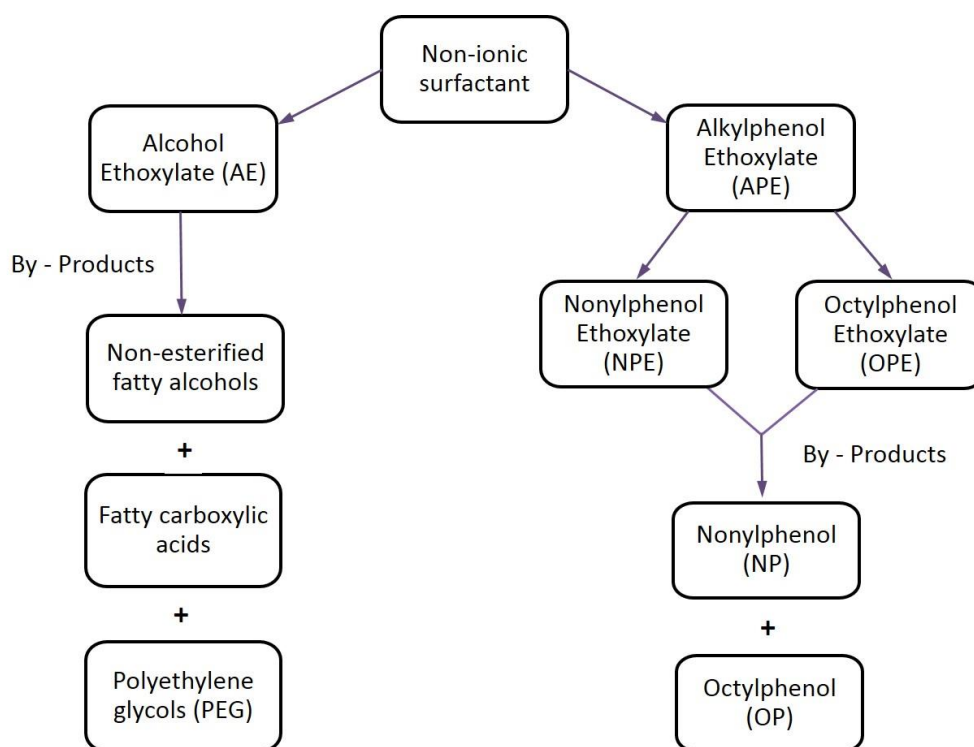 Non-ionic
surfactant
Alcohol
Ethoxylate (AE)
Alkylphenol
Ethoxylate
(APE)
By - Products
Nonylphenol
Ethoxylate
(NPE)
Octylphenol
Ethoxylate
(OPE)
Non-esterified
fatty alcohols
+
Fatty carboxylic
acids
+
Polyethylene
glycols (PEG)
By - Products
Nonylphenol
(NP)
+
Octylphenol
(OP)